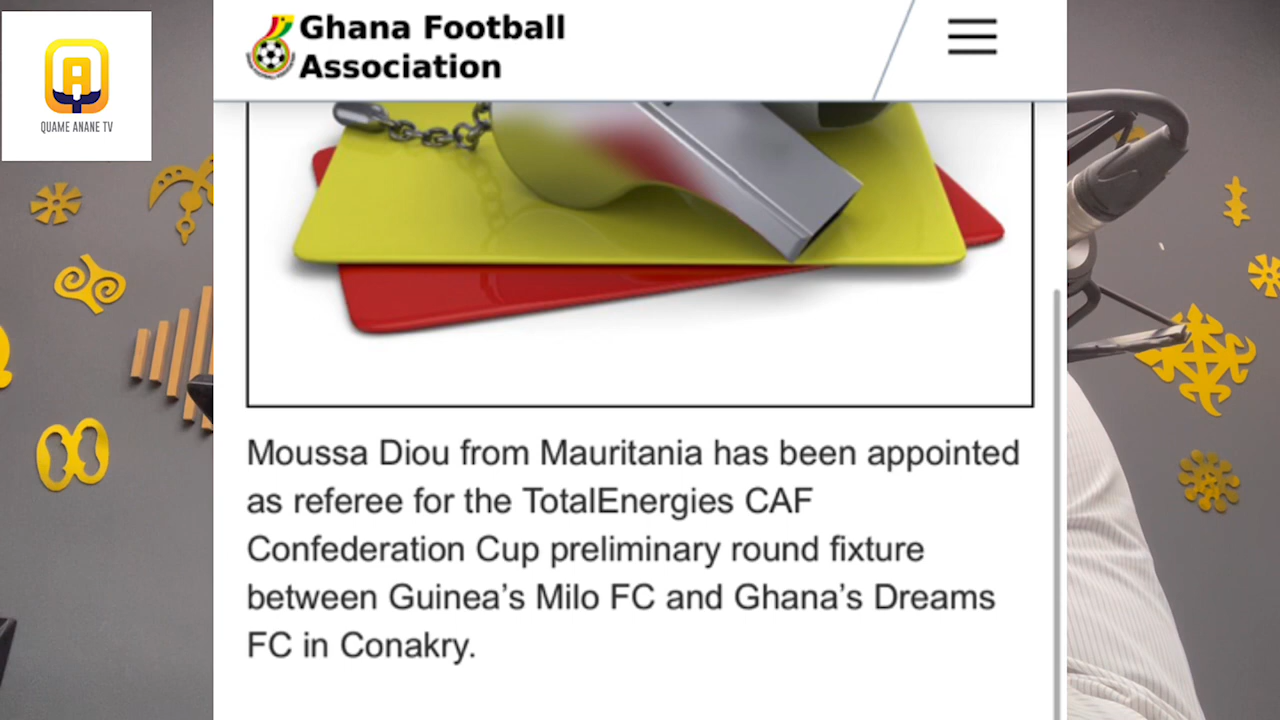 Ghana Football
Association
QUAME ANANE TV
Moussa Diou from Mauritania has been appointed
as referee for the TotalEnergies CAF
Confederation Cup preliminary round fixture
between Guinea’s Milo FC and Ghana’s Dreams
FC in Conakry.